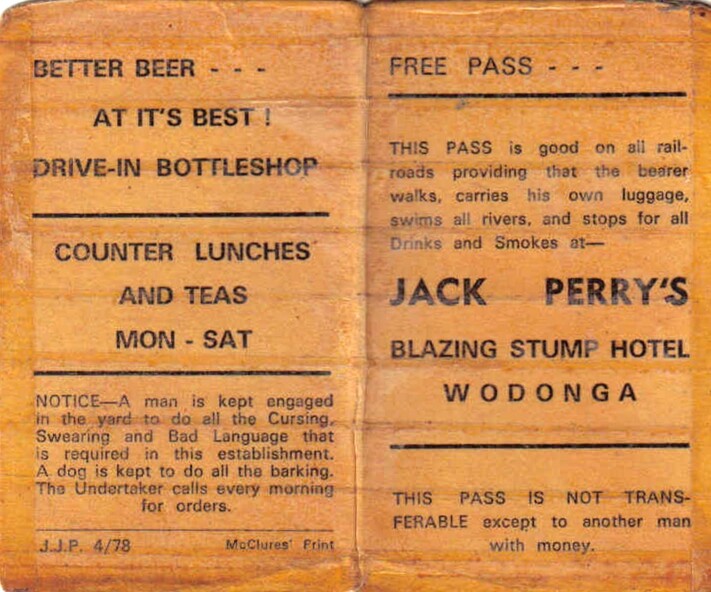 BETTER BEER - - -
AT IT'S BEST !
DRIVE-IN BOTTLESHOP
COUNTER LUNCHES
AND TEAS
MON - SAT
NOTICE—A man is kept engaged
in the yard to do all the Cursing,
Swearing and Bad Language that
is required in this establishment.
A dog is kept to do all the barking.
The Undertaker calls every morning
for orders.
J.J.P. 4/78 McClures' Print
FREE PASS - - -
THIS PASS is good on all rail-
roads providing that the bearer
walks, carries his own luggage,
swims all rivers, and stops for all
Drinks and Smokes at—
JACK PERRY'S
BLAZING STUMP HOTEL
WODONGA
THIS PASS IS NOT TRANS-
FERABLE except to another man
with money.